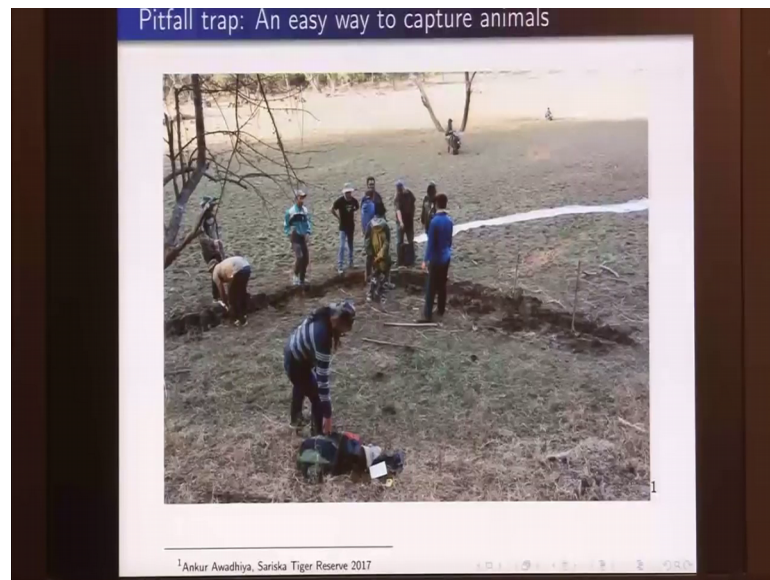 Pitfall trap: An easy way to capture animals
1
1Ankur Awadhiya, Sariska Tiger Reserve 2017